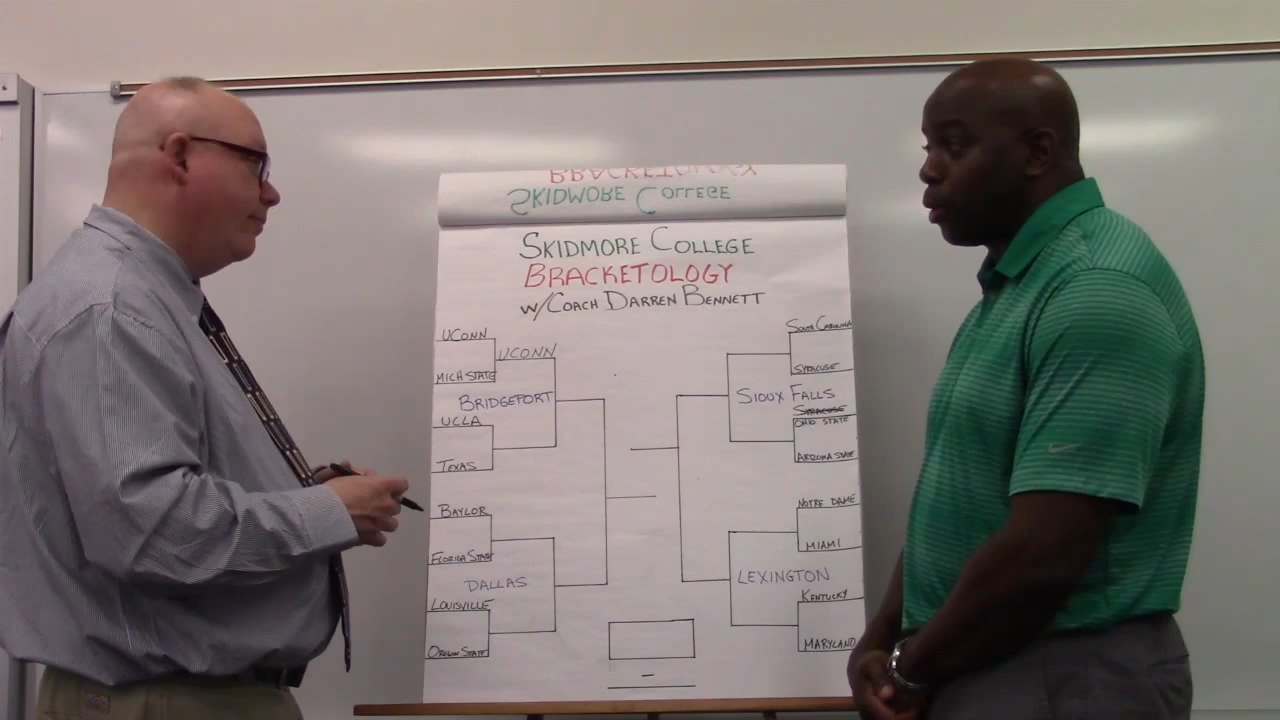 BRACKETOLOGY
SKIDMORE COLLEGE
SKIDMORE COLLEGE
BRACKETOLOGY
W/ COACH DARREN BENNETT
UCONN
UCONN
MICH STATE
BRIDGEPORT
UCLA
TEXAS
BAYLOR
FLORIDA STATE
DALLAS
LOUISVILLE
OREGON STATE
SOUTH CAROLINA
SYRACUSE
SIOUX FALLS
SYRACUSE
OHIO STATE
ARIZONA STATE
NOTRE DAME
MIAMI
LEXINGTON
KENTUCKY
MARYLAND